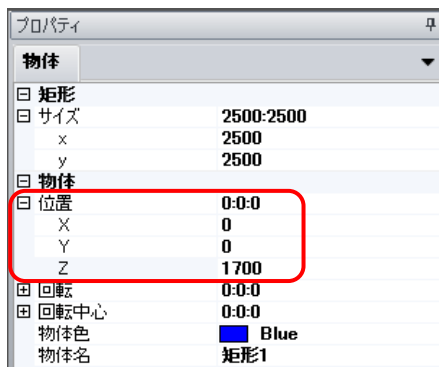 プロパティ
物体
矩形
サイズ 2500:2500
x 2500
y 2500
物体
位置 0:0:0
X 0
Y 0
Z 1700
回転 0:0:0
回転中心 0:0:0
物体色 Blue
物体名 矩形1